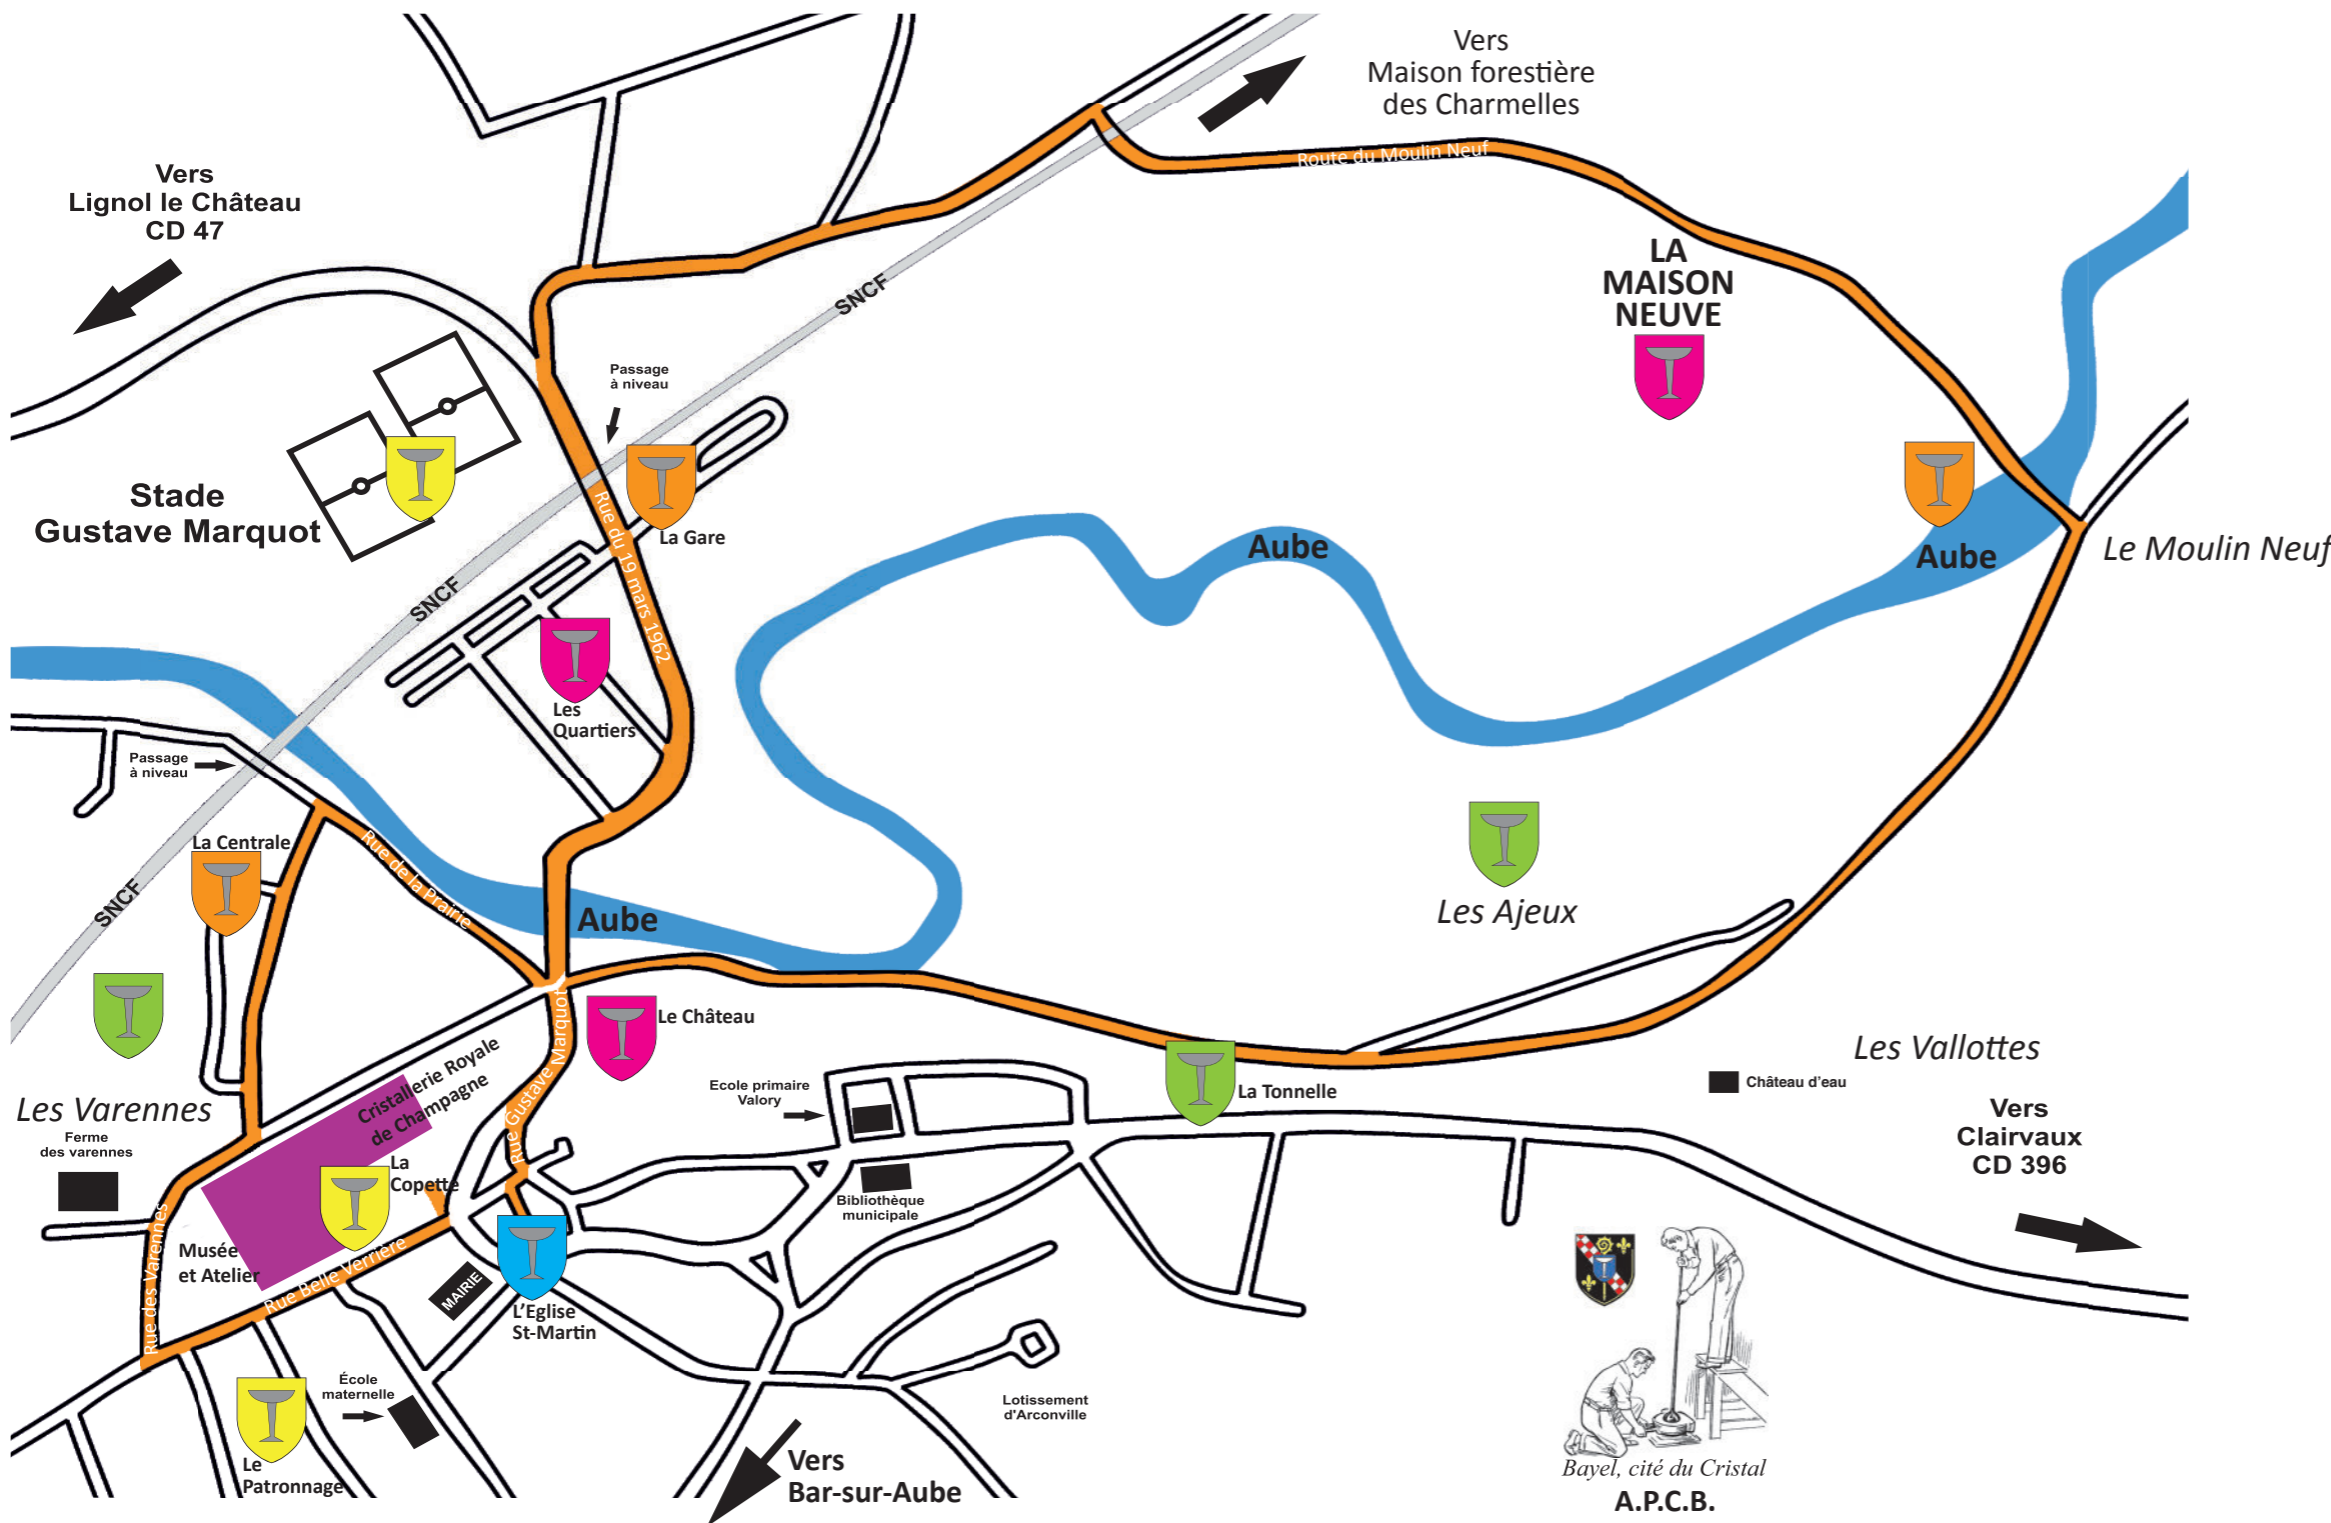 Vers
Maison forestière
des Charmelles
Route du Moulin Neuf
Vers
Lignol le Château
CD 47
LA
MAISON
NEUVE
SNCF
Passage
à niveau
Stade
Gustave Marquot
La Gare
Rue du 19 mars 1962
Aube
Aube
Le Moulin Neuf
SNCF
Les
Quartiers
Passage
à niveau
La Centrale
Rue de la Prairie
SNCF
Aube
Les Ajeux
Le Château
Rue Gustave Marquot
Cristallerie Royale
de Champagne
Les Vallottes
Château d'eau
Ecole primaire
Valory
La Tonnelle
Les Varennes
Ferme
des varennes
Vers
Clairvaux
CD 396
La
Copette
Bibliothèque
municipale
Musée
et Atelier
Rue des Varennes
Rue Belle Verrière
MAIRIE
L'Eglise
St-Martin
École
maternelle
Lotissement
d'Arconville
Le
Patronnage
Vers
Bar-sur-Aube
Bayel, cité du Cristal
A.P.C.B.